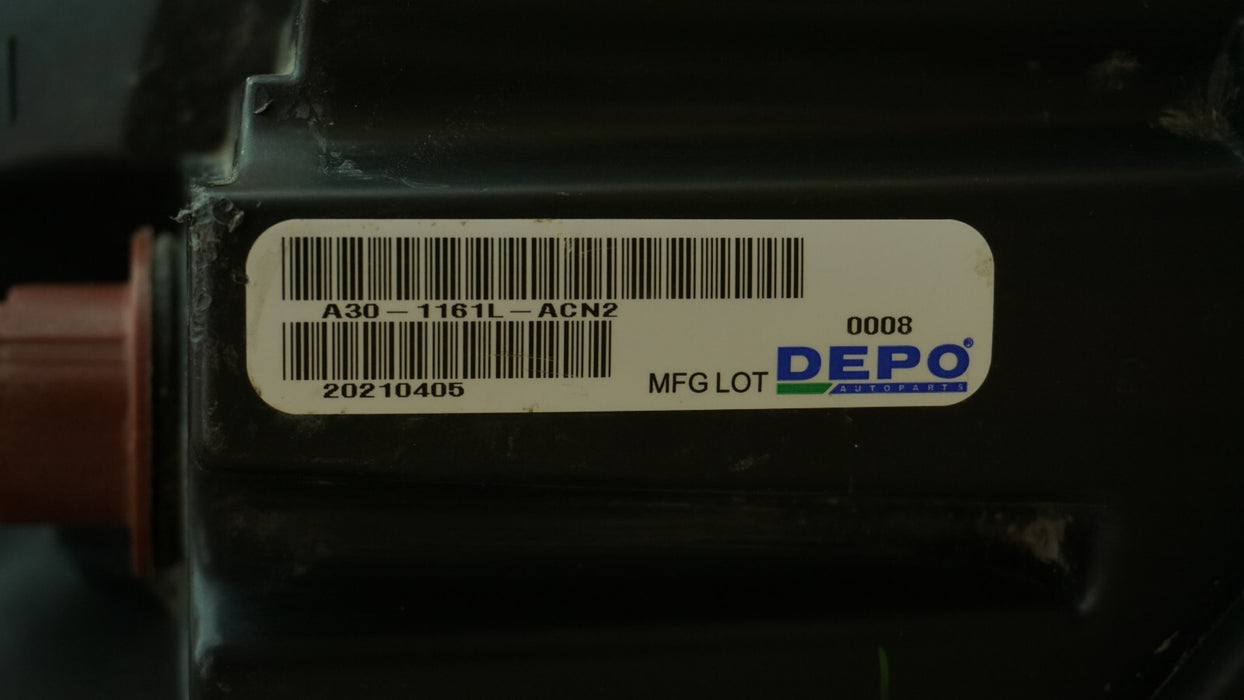 A30-1161L-ACN2
20210405
0008
MFG LOT DEPO®
AUTOPARTS